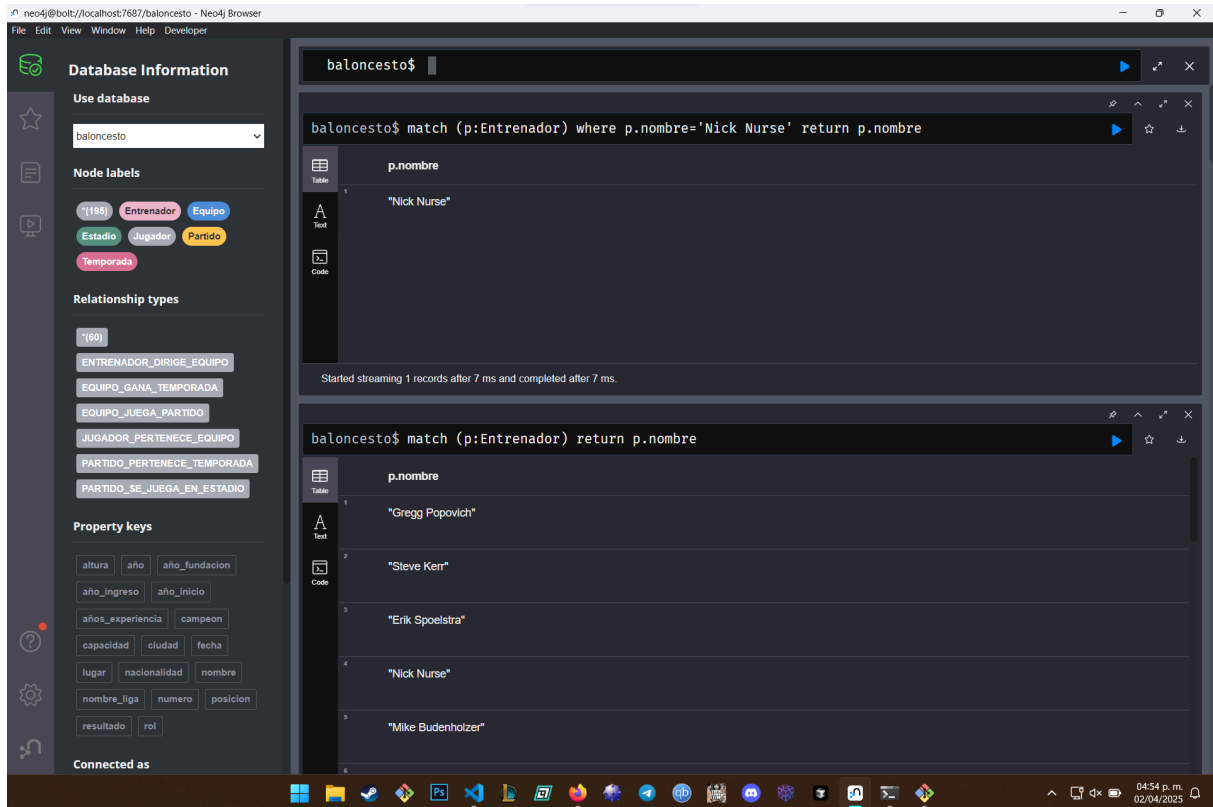 neo4j@bolt://localhost:7687/baloncesto - Neo4j Browser
File Edit View Window Help Developer
Database Information
Use database
baloncesto
Node labels
*(195) Entrenador Equipo
Estadio Jugador Partido
Temporada
Relationship types
*(60)
ENTRENADOR_DIRIGE_EQUIPO
EQUIPO_GANA_TEMPORADA
EQUIPO_JUEGA_PARTIDO
JUGADOR_PERTENECE_EQUIPO
PARTIDO_PERTENECE_TEMPORADA
PARTIDO_SE_JUEGA_EN_ESTADIO
Property keys
altura año año_fundacion
año_ingreso año_inicio
años_experiencia campeon
capacidad ciudad fecha
lugar nacionalidad nombre
nombre_liga numero posicion
resultado rol
Connected as
baloncesto$
baloncesto$ match (p:Entrenador) where p.nombre='Nick Nurse' return p.nombre
Table
A
Text
Code
p.nombre
1
"Nick Nurse"
Started streaming 1 records after 7 ms and completed after 7 ms.
baloncesto$ match (p:Entrenador) return p.nombre
Table
A
Text
Code
p.nombre
1
"Gregg Popovich"
2
"Steve Kerr"
3
"Erik Spoelstra"
4
"Nick Nurse"
5
"Mike Budenholzer"
6
Ps
qb
04:54 p. m.
02/04/2025